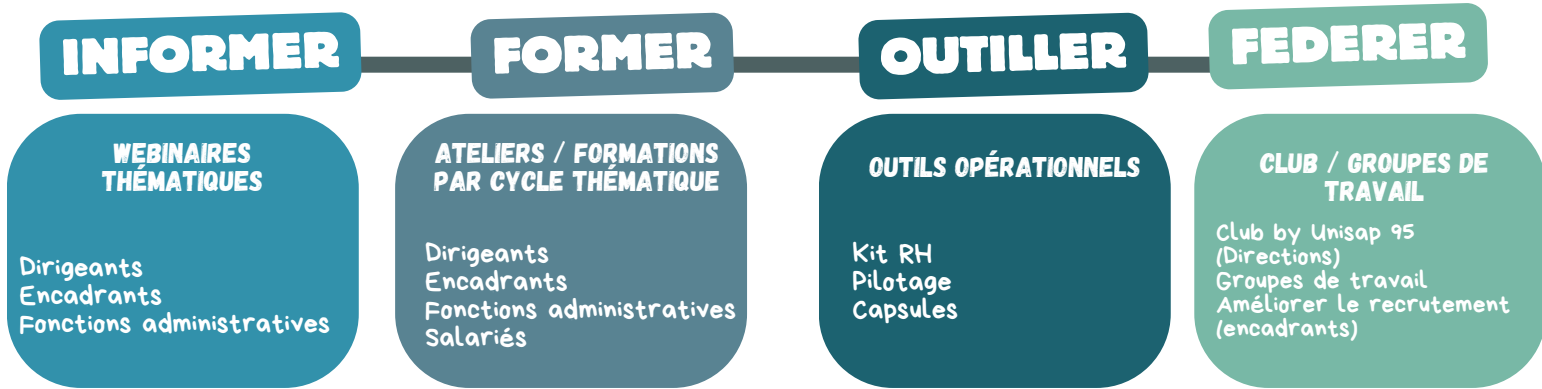 INFORMER
FORMER
OUTILLER
FEDERER
WEBINAIRES
THÉMATIQUES
Dirigeants
Encadrants
Fonctions administratives
ATELIERS / FORMATIONS
PAR CYCLE THÉMATIQUE
Dirigeants
Encadrants
Fonctions administratives
Salariés
OUTILS OPÉRATIONNELS
Kit RH
Pilotage
Capsules
CLUB / GROUPES DE
TRAVAIL
Club by Unisap 95
(Directions)
Groupes de travail
Améliorer le recrutement
(encadrants)